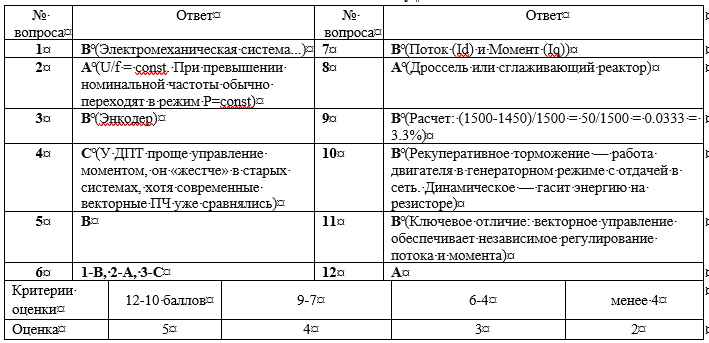 № Ответ № Ответ
вопроса вопроса
1 В (Электромеханическая система...) 7 В (Поток (Id) и Момент (Iq))
2 А (U/f = const. При превышении 8 А (Дроссель или сглаживающий реактор)
номинальной частоты обычно
переходят в режим P=const)
3 В (Энкодер) 9 В (Расчет: (1500-1450)/1500 = 50/1500 = 0.0333 =
3.3%)
4 С (У ДПТ проще управление 10 В (Рекуперативное торможение — работа
моментом, он «жестче» в старых двигателя в генераторном режиме с отдачей в
системах, хотя современные сеть. Динамическое — гасит энергию на
векторные ПЧ уже сравнялись) резисторе)
5 В 11 В (Ключевое отличие: векторное управление
обеспечивает независимое регулирование
потока и момента)
6 1-В, 2-А, 3-С 12 А
Критерии 12-10 баллов 9-7 6-4 менее 4
оценки
Оценка 5 4 3 2